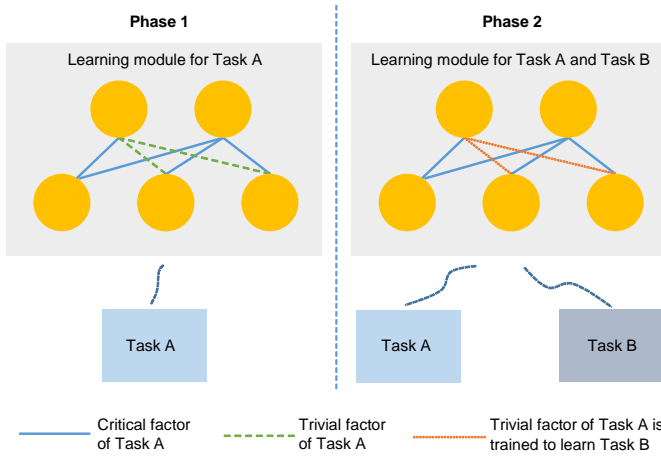 Phase 1
Learning module for Task A
Task A
Phase 2
Learning module for Task A and Task B
Task A
Task B
Critical factor
of Task A
Trivial factor
of Task A
Trivial factor of Task A is
trained to learn Task B